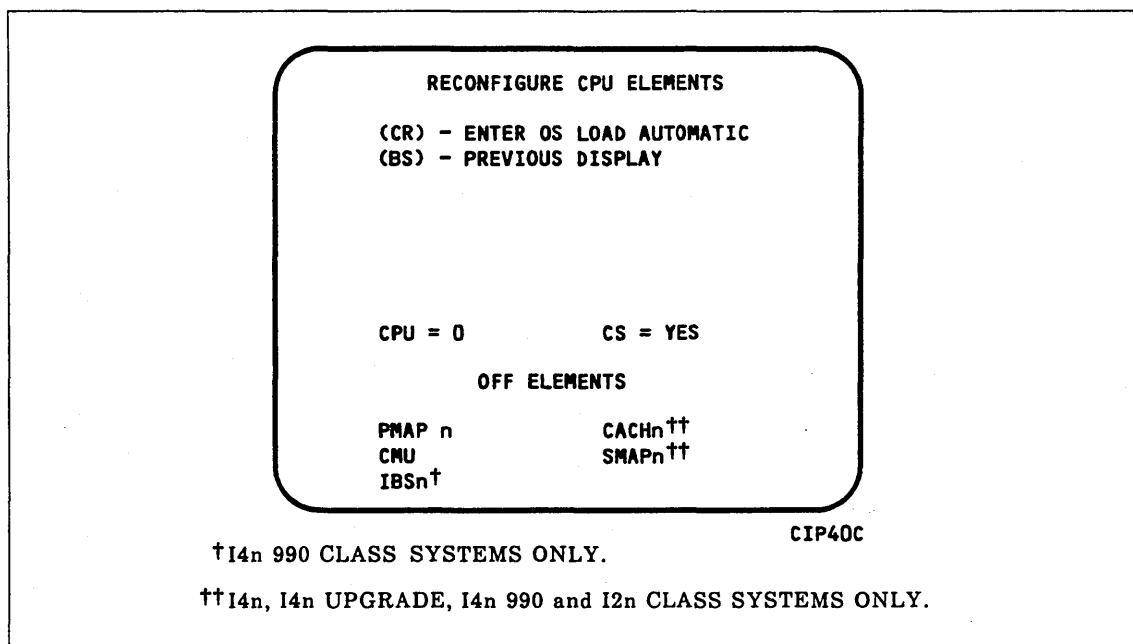 RECONFIGURE CPU ELEMENTS
(CR) - ENTER OS LOAD AUTOMATIC
(BS) - PREVIOUS DISPLAY
CPU = 0 CS = YES
OFF ELEMENTS
PMAP n CACHn††
CMU SMAPn††
IBSn†
CIP40C
†I4n 990 CLASS SYSTEMS ONLY.
††I4n, I4n UPGRADE, I4n 990 and I2n CLASS SYSTEMS ONLY.